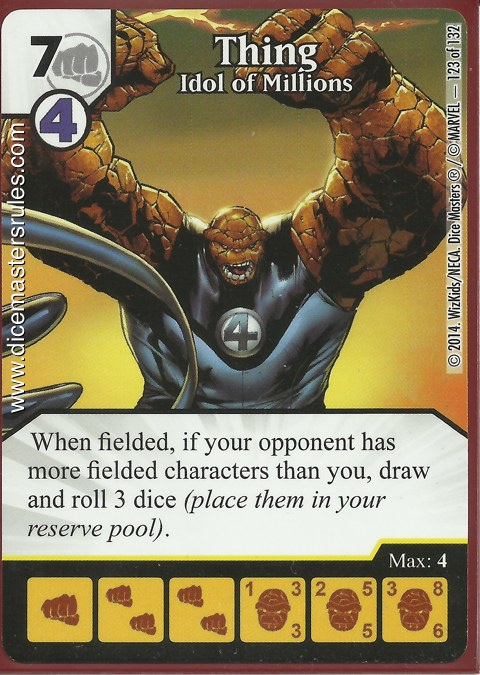 7
Thing
Idol of Millions
4
© 2014. WizKids/NECA. Dice Masters ® / © MARVEL — 123 of 132
www.dicemastersrules.com
4
When fielded, if your opponent has
more fielded characters than you, draw
and roll 3 dice (place them in your
reserve pool).
Max: 4
1 3 2 5 3 8
3 5 6